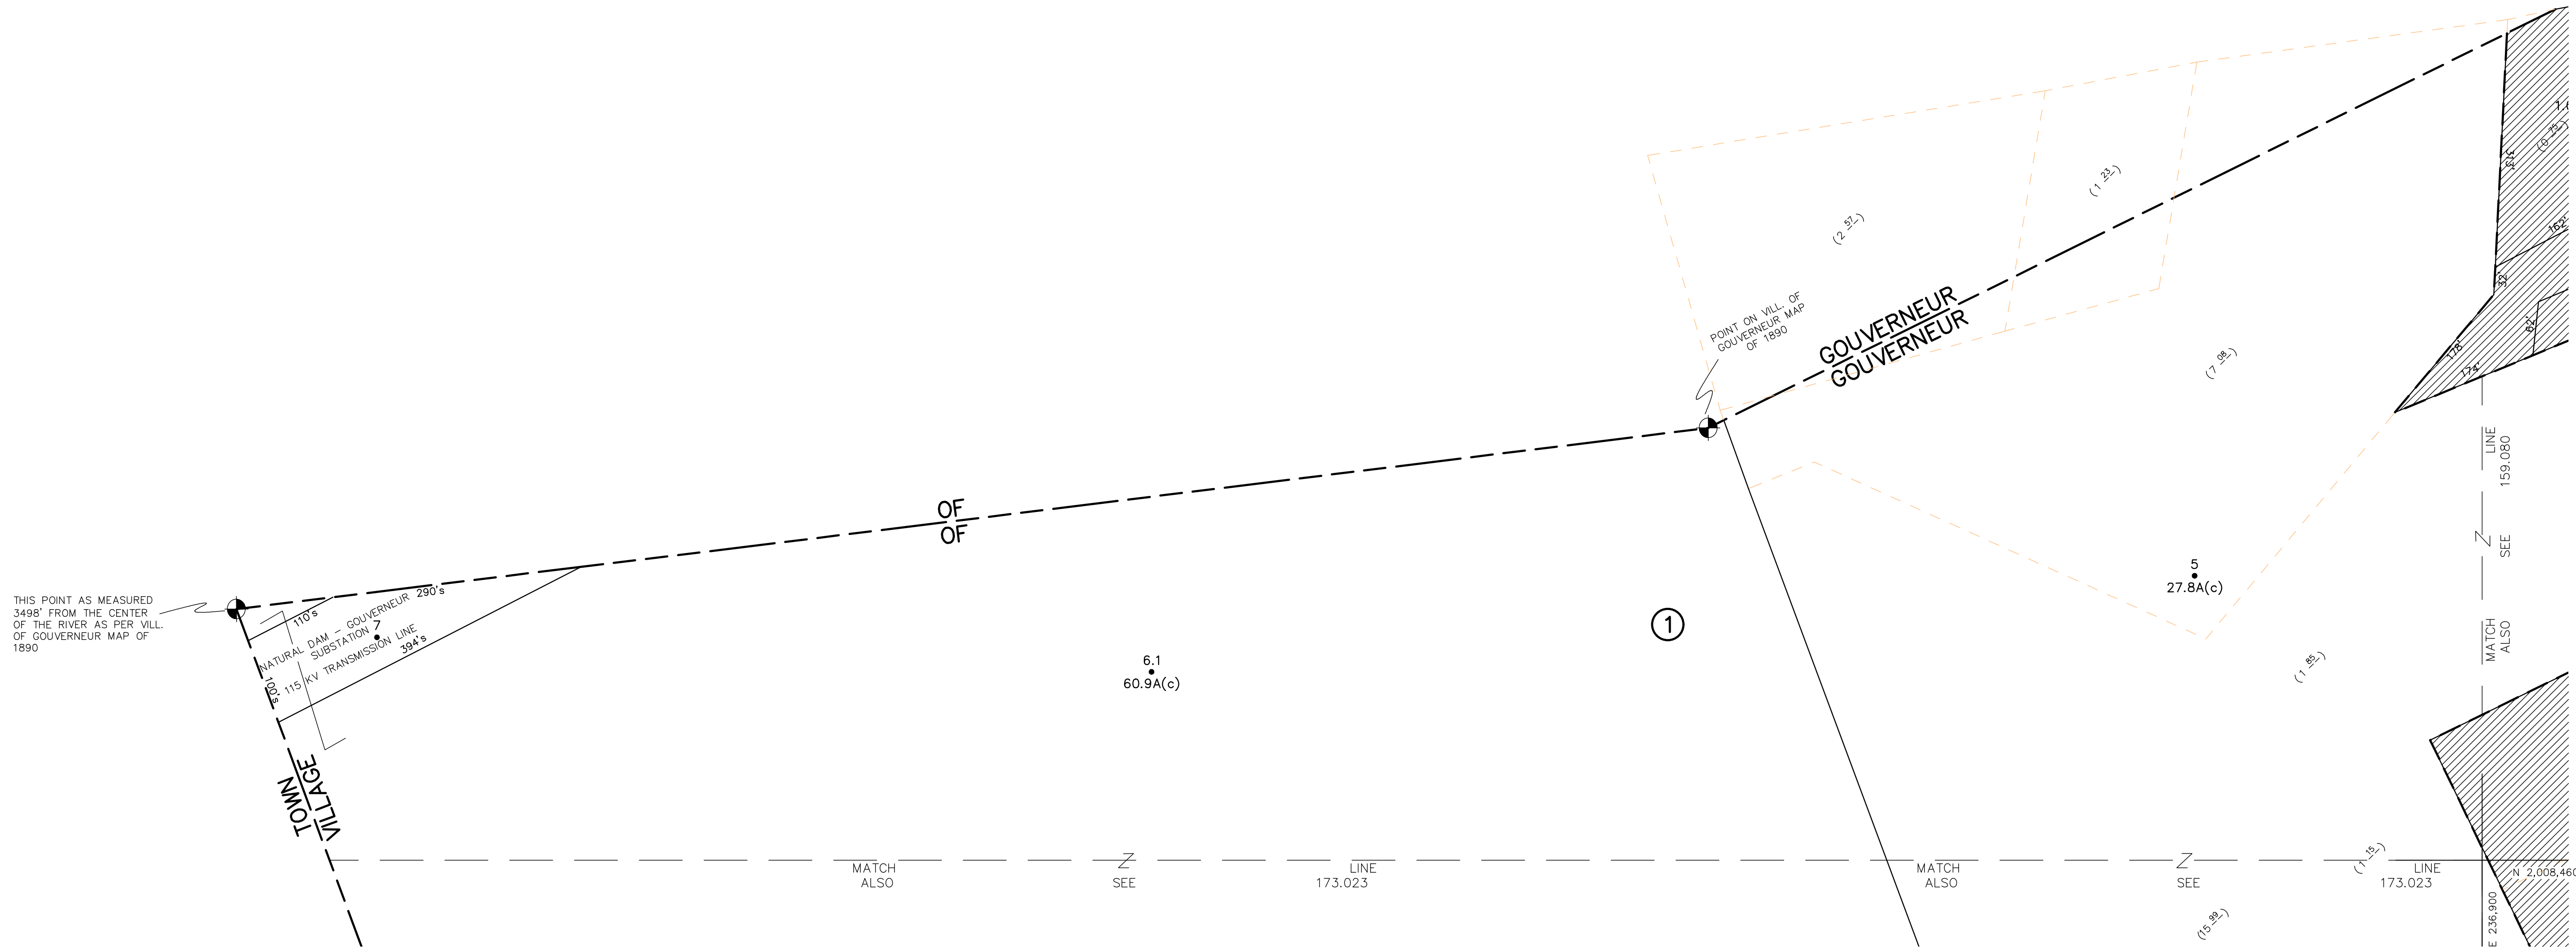 THIS POINT AS MEASURED
3498' FROM THE CENTER
OF THE RIVER AS PER VILL.
OF GOUVERNEUR MAP OF
1890
110's
290's
NATURAL DAM – GOUVERNEUR
SUBSTATION
7
115 KV TRANSMISSION LINE
394's
100's
TOWN
VILLAGE
OF
OF
6.1
60.9A(c)
1
POINT ON VILL. OF
GOUVERNEUR MAP
OF 1890
GOUVERNEUR
GOUVERNEUR
(2 57)
(1 23)
(7 08)
(0 75)
313'
162'
32'
62'
178'
174'
LINE
159.080
SEE
MATCH
ALSO
5
27.8A(c)
(1 85)
(1 15)
(15 99)
MATCH LINE
ALSO SEE 173.023
MATCH LINE
ALSO SEE 173.023
N 2,008,460
E 236,900